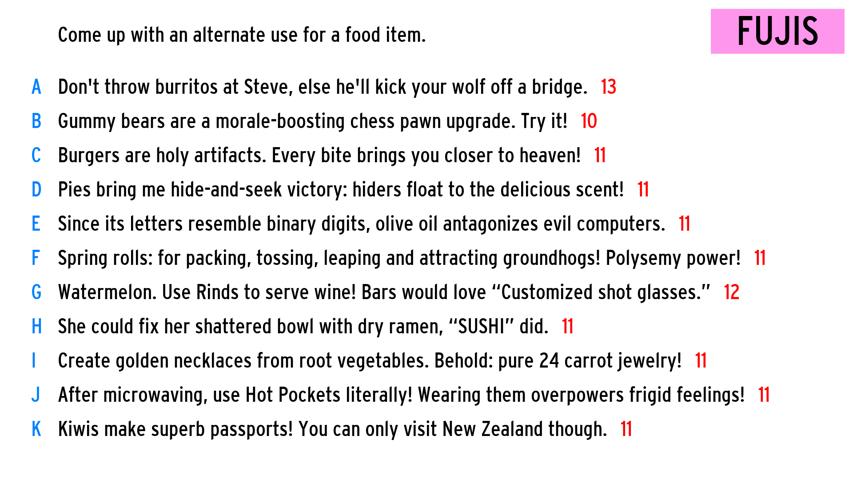 Come up with an alternate use for a food item.
FUJIS
A Don't throw burritos at Steve, else he'll kick your wolf off a bridge. 13
B Gummy bears are a morale-boosting chess pawn upgrade. Try it! 10
C Burgers are holy artifacts. Every bite brings you closer to heaven! 11
D Pies bring me hide-and-seek victory: hiders float to the delicious scent! 11
E Since its letters resemble binary digits, olive oil antagonizes evil computers. 11
F Spring rolls: for packing, tossing, leaping and attracting groundhogs! Polysemy power! 11
G Watermelon. Use Rinds to serve wine! Bars would love “Customized shot glasses.” 12
H She could fix her shattered bowl with dry ramen, “SUSHI” did. 11
I Create golden necklaces from root vegetables. Behold: pure 24 carrot jewelry! 11
J After microwaving, use Hot Pockets literally! Wearing them overpowers frigid feelings! 11
K Kiwis make superb passports! You can only visit New Zealand though. 11